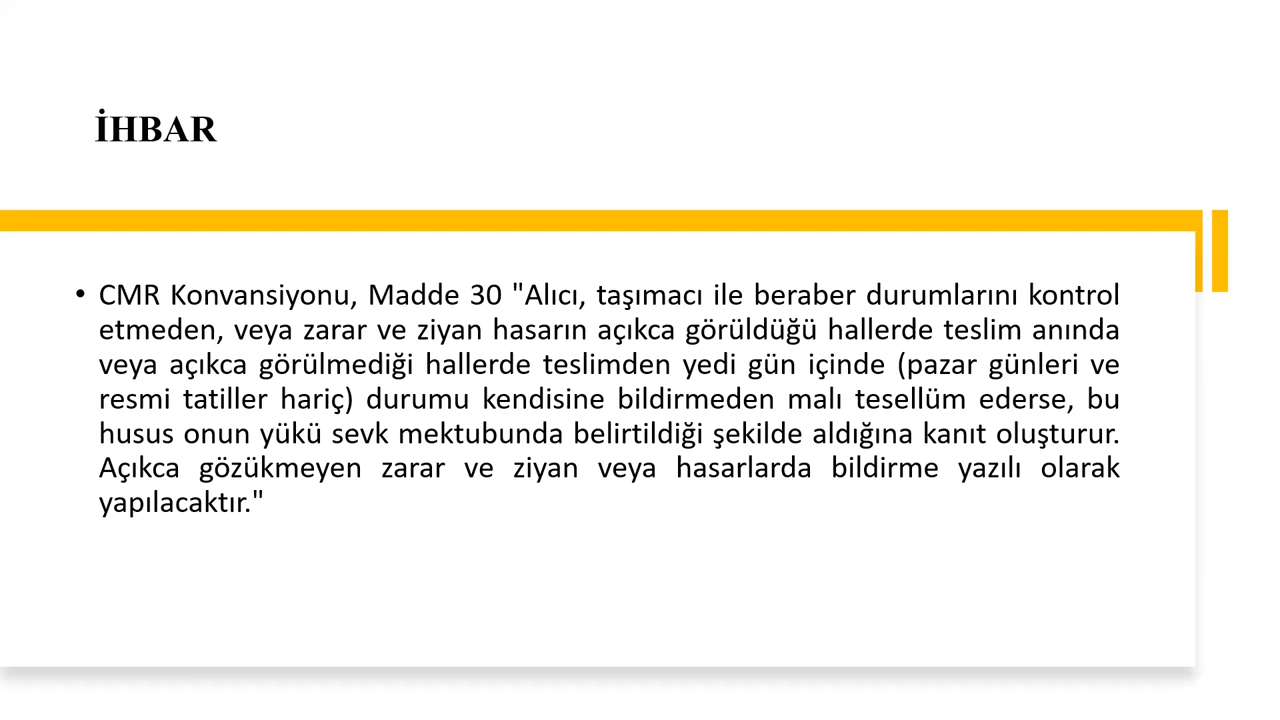 İHBAR
• CMR Konvansiyonu, Madde 30 "Alıcı, taşımacı ile beraber durumlarını kontrol
etmeden, veya zarar ve ziyan hasarın açıkca görüldüğü hallerde teslim anında
veya açıkca görülmediği hallerde teslimden yedi gün içinde (pazar günleri ve
resmi tatiller hariç) durumu kendisine bildirmeden malı tesellüm ederse, bu
husus onun yükü sevk mektubunda belirtildiği şekilde aldığına kanıt oluşturur.
Açıkca gözükmeyen zarar ve ziyan veya hasarlarda bildirme yazılı olarak
yapılacaktır."